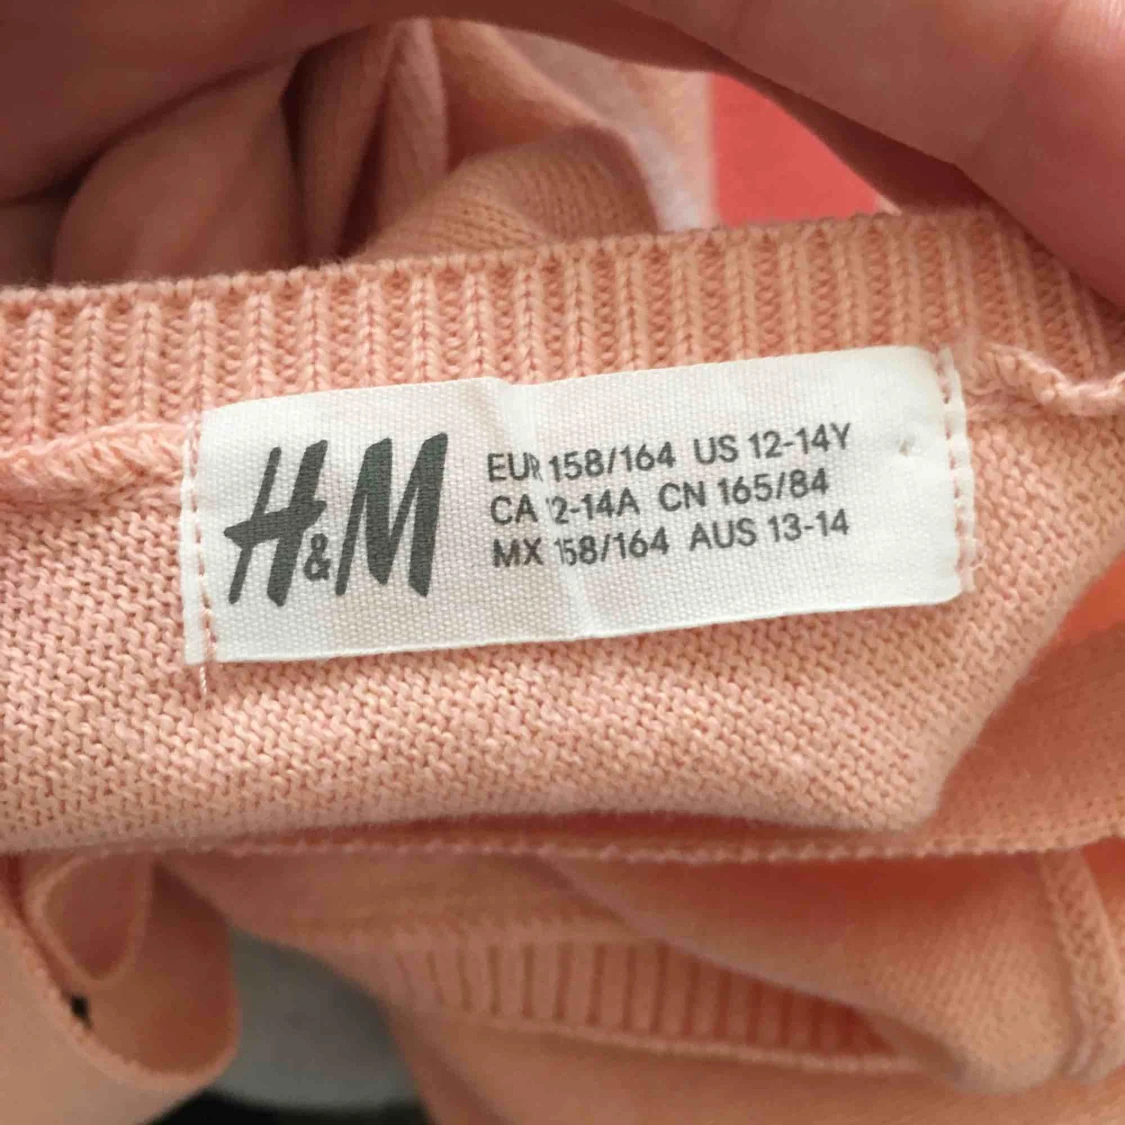 H&M
EUR 158/164 US 12-14Y
CA 12-14A CN 165/84
MX 158/164 AUS 13-14